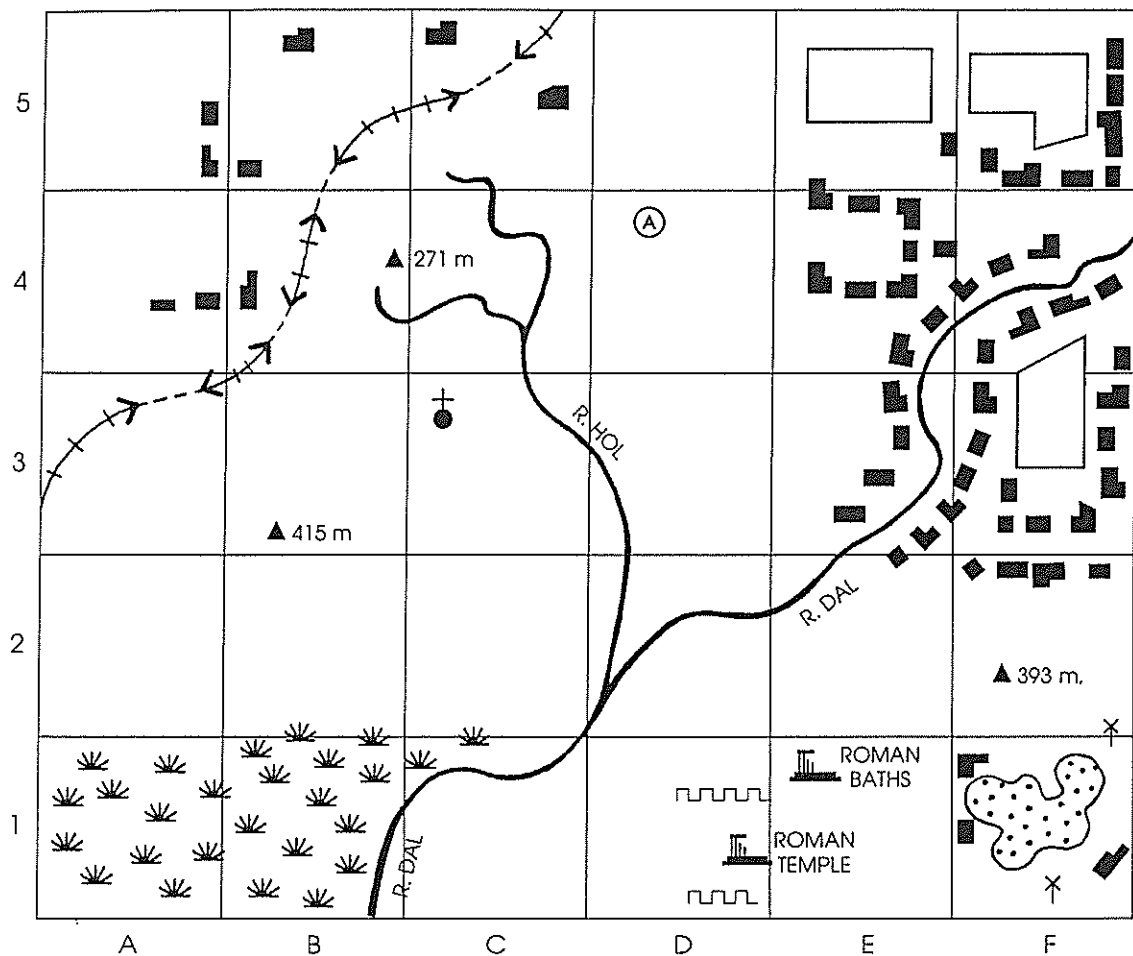 5
A
271 m
4
R. HOL
3
415 m
R. DAL
2
393 m.
ROMAN
BATHS
1
ROMAN
TEMPLE
R. DAL
A
B
C
D
E
F